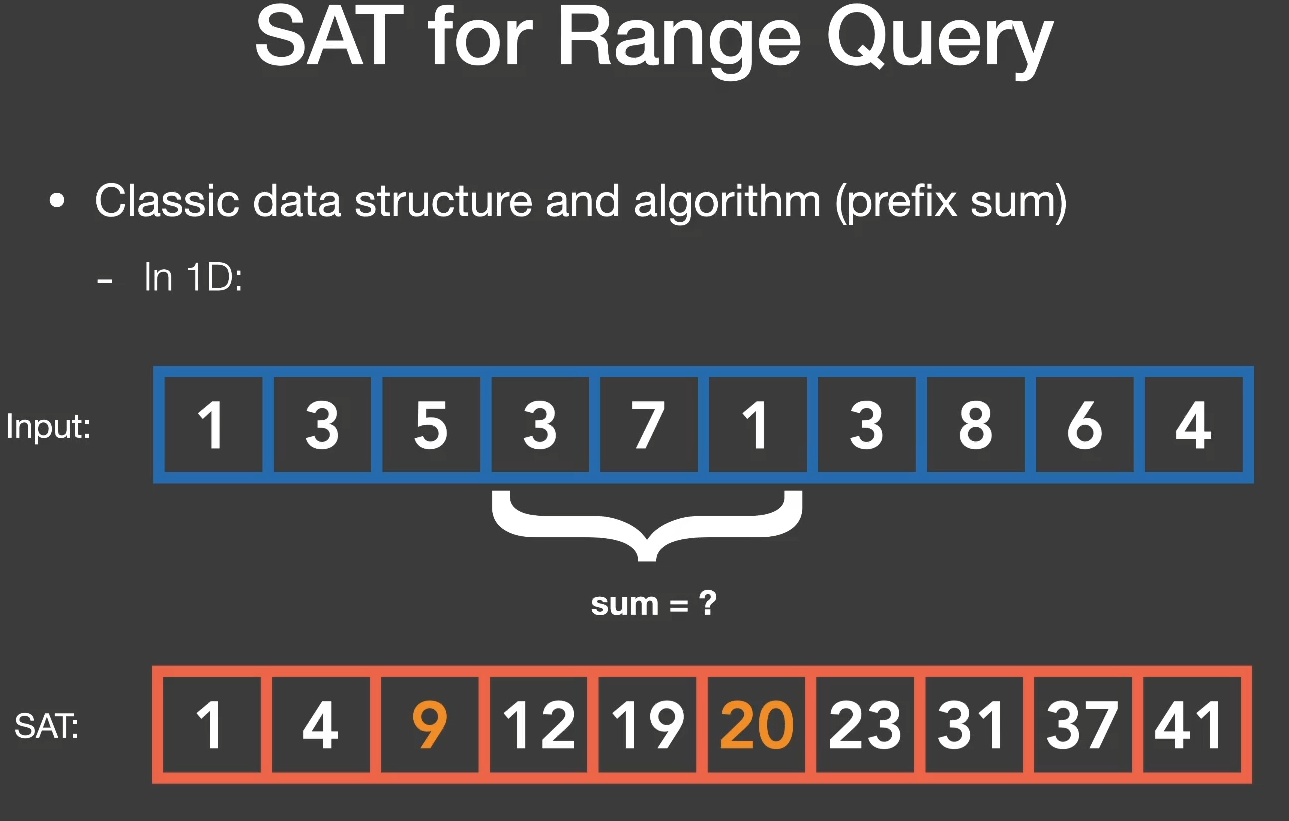 SAT for Range Query
• Classic data structure and algorithm (prefix sum)
- In 1D:
Input: 1 3 5 3 7 1 3 8 6 4
sum = ?
SAT: 1 4 9 12 19 20 23 31 37 41